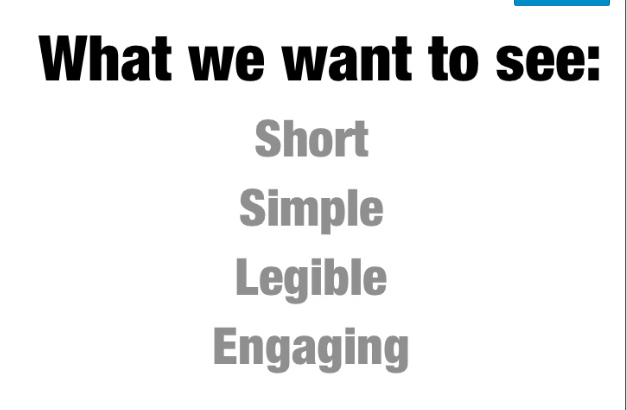 What we want to see:
Short
Simple
Legible
Engaging